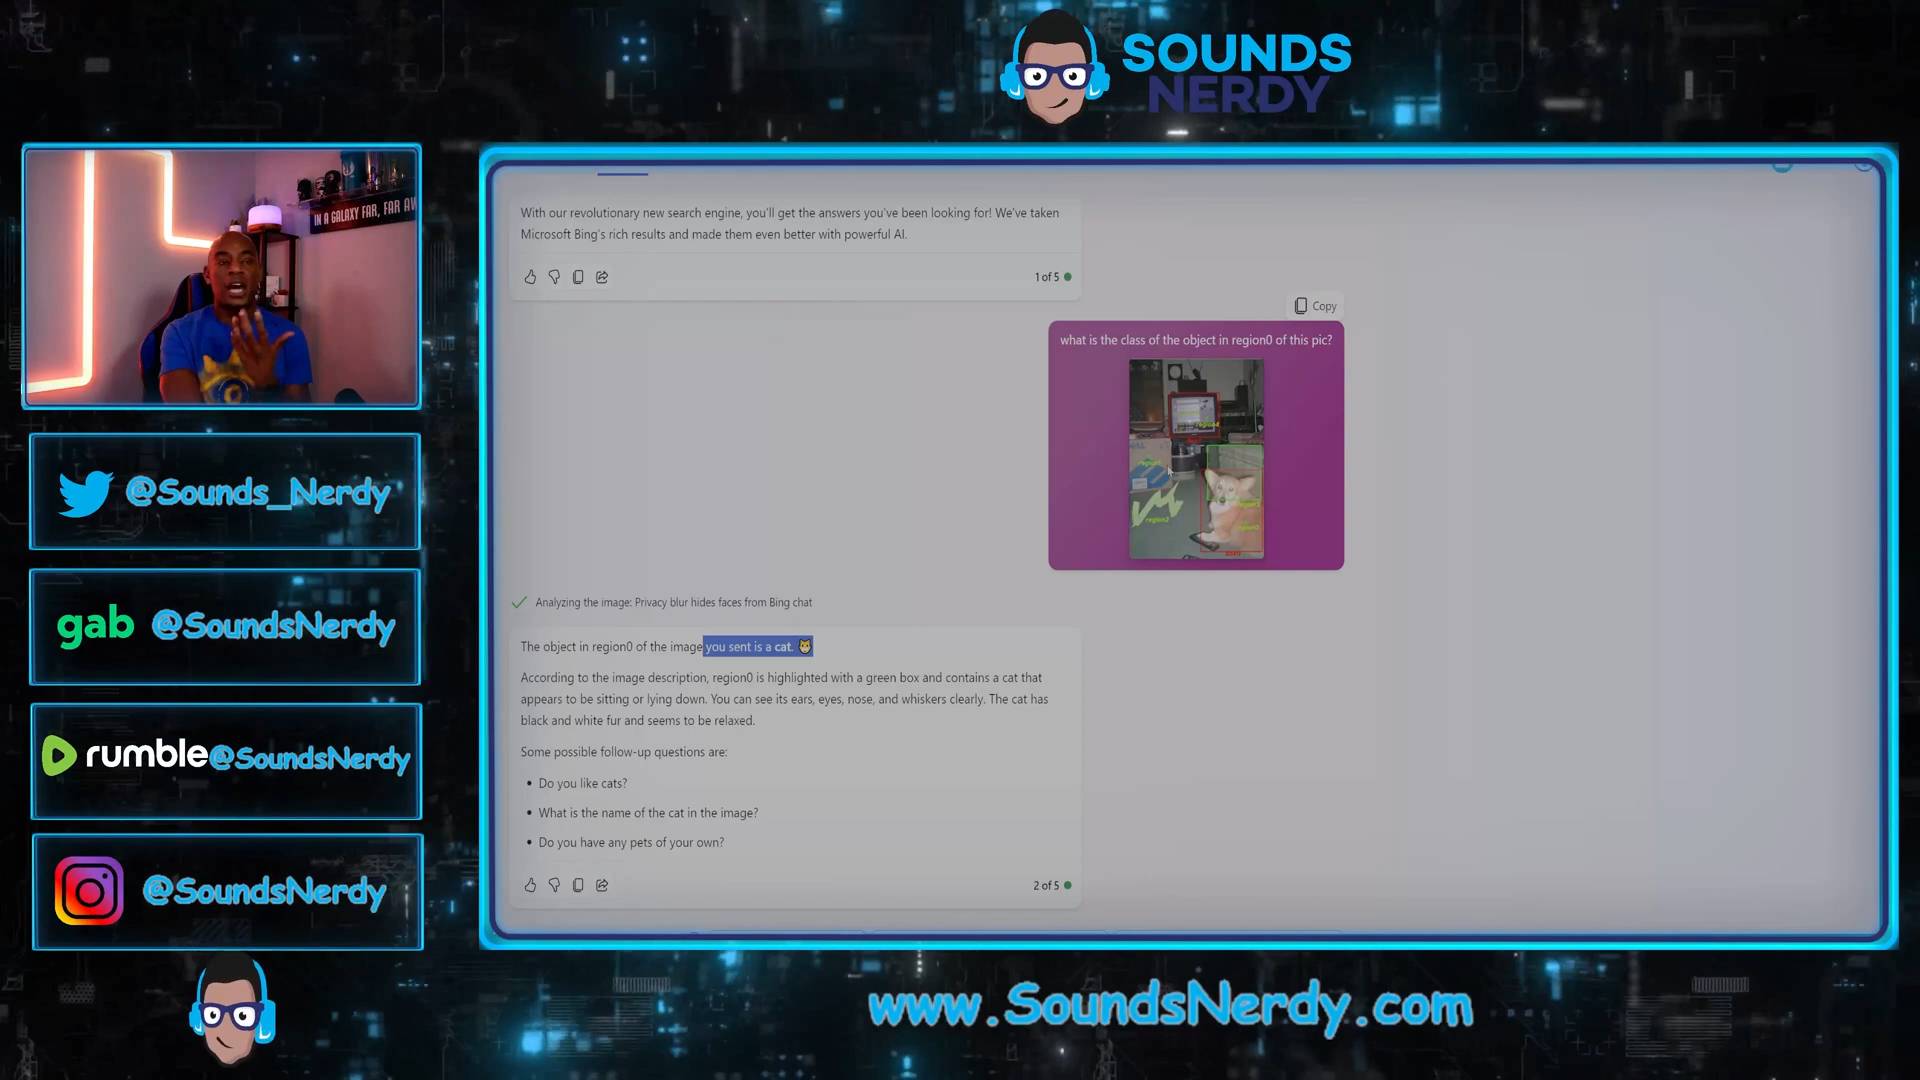 SOUNDS
NERDY
IN A GALAXY FAR, FAR AW
@Sounds_Nerdy
gab @SoundsNerdy
rumble @SoundsNerdy
@SoundsNerdy
With our revolutionary new search engine, you'll get the answers you've been looking for! We've taken
Microsoft Bing's rich results and made them even better with powerful AI.
1 of 5
Copy
what is the class of the object in region0 of this pic?
region2
Analyzing the image: Privacy blur hides faces from Bing chat
The object in region0 of the image you sent is a cat.
According to the image description, region0 is highlighted with a green box and contains a cat that
appears to be sitting or lying down. You can see its ears, eyes, nose, and whiskers clearly. The cat has
black and white fur and seems to be relaxed.
Some possible follow-up questions are:
• Do you like cats?
• What is the name of the cat in the image?
• Do you have any pets of your own?
2 of 5
www.SoundsNerdy.com